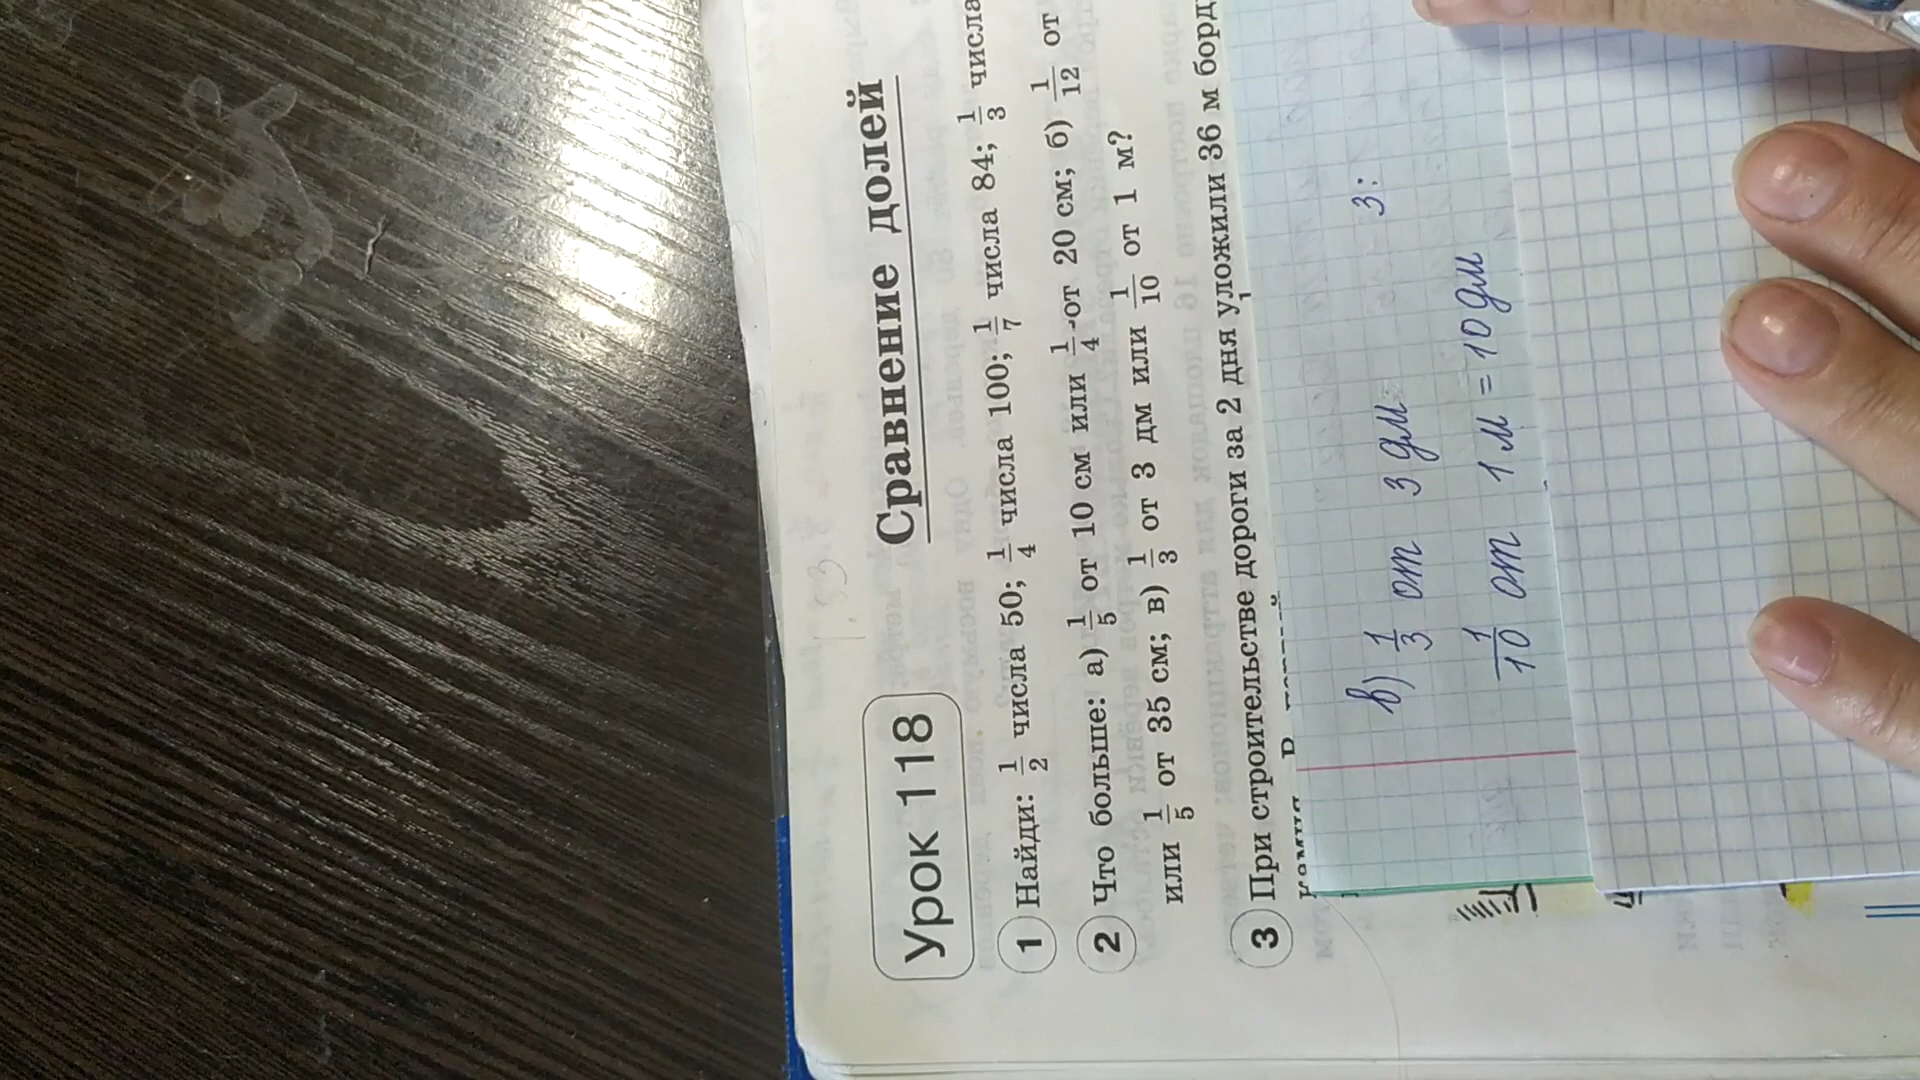 Урок 118
Сравнение долей
1 Найди: 1/2 числа 50; 1/4 числа 100; 1/7 числа 84; 1/3 числа
2 Что больше: а) 1/5 от 10 см или 1/4 от 20 см; б) 1/12 от
или 1/5 от 35 см; в) 1/3 от 3 дм или 1/10 от 1 м?
3 При строительстве дороги за 2 дня уложили 36 м борд
в) 1/3 от 3 дм 3:
1/10 от 1 м = 10 дм